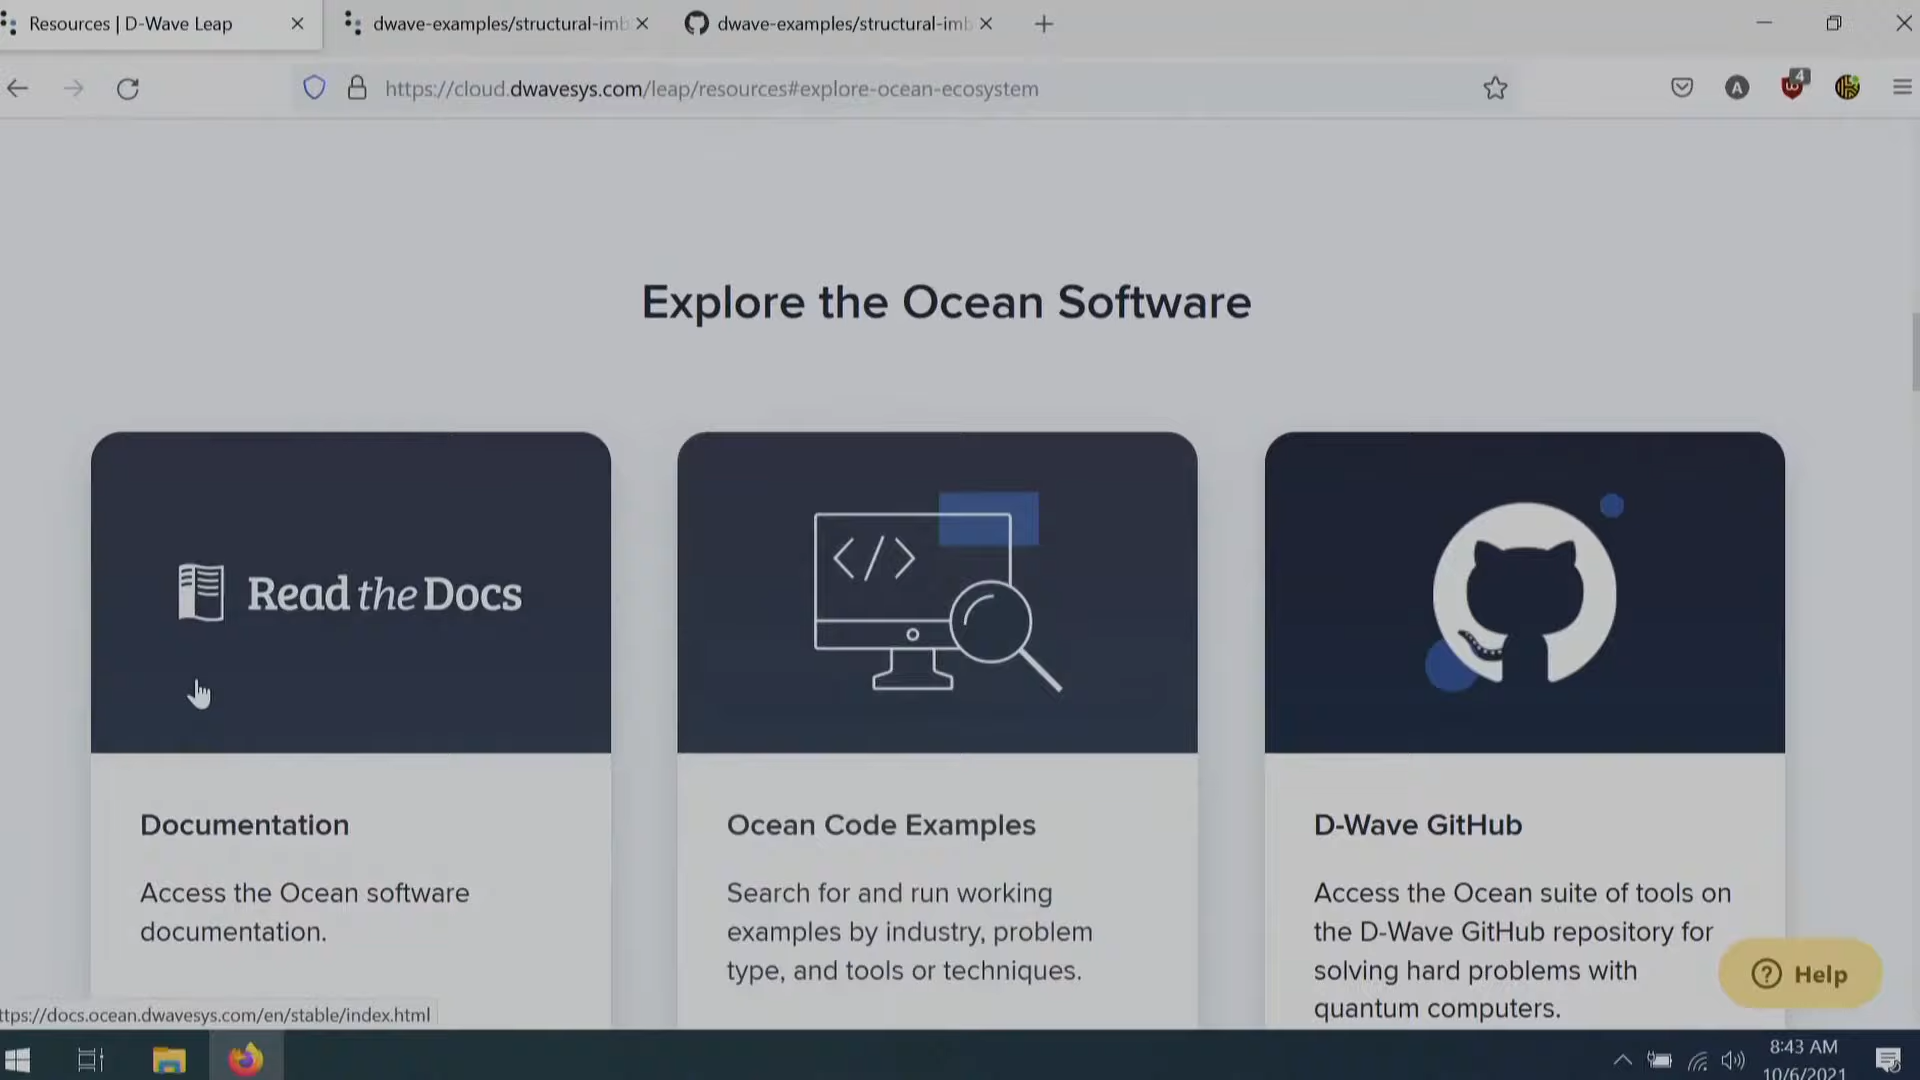 Resources | D-Wave Leap
dwave-examples/structural-imb
dwave-examples/structural-imb
https://cloud.dwavesys.com/leap/resources#explore-ocean-ecosystem
A
4
Explore the Ocean Software
Read the Docs
</>
Documentation
Access the Ocean software
documentation.
Ocean Code Examples
Search for and run working
examples by industry, problem
type, and tools or techniques.
D-Wave GitHub
Access the Ocean suite of tools on
the D-Wave GitHub repository for
solving hard problems with
quantum computers.
? Help
ttps://docs.ocean.dwavesys.com/en/stable/index.html
8:43 AM
10/6/2021